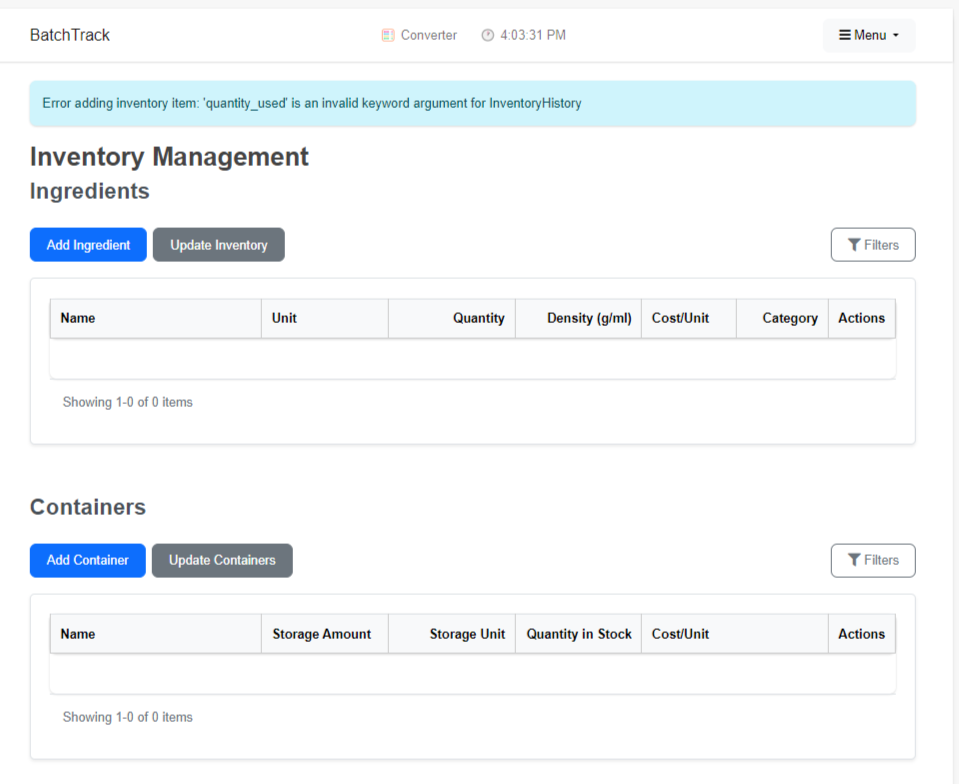 BatchTrack
Converter
4:03:31 PM
Menu
Error adding inventory item: 'quantity_used' is an invalid keyword argument for InventoryHistory
Inventory Management
Ingredients
Add Ingredient
Update Inventory
Filters
Name Unit Quantity Density (g/ml) Cost/Unit Category Actions
Showing 1-0 of 0 items
Containers
Add Container
Update Containers
Filters
Name Storage Amount Storage Unit Quantity in Stock Cost/Unit Actions
Showing 1-0 of 0 items